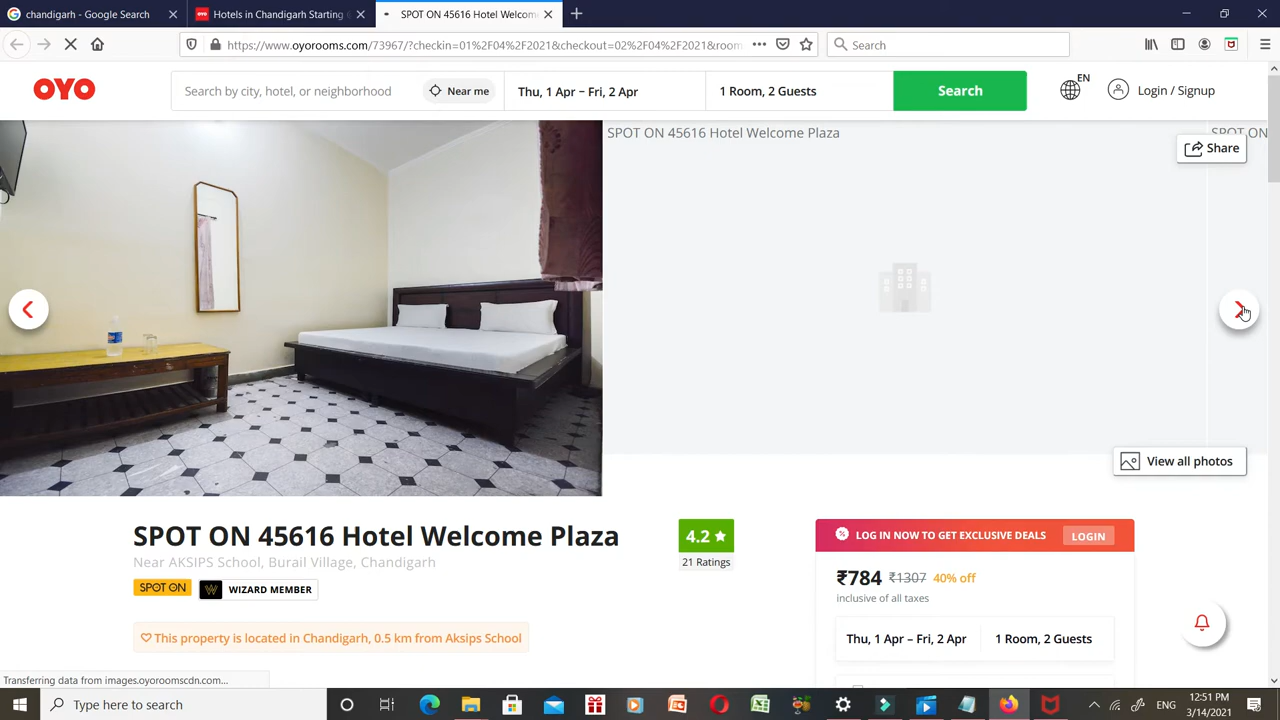 chandigarh - Google Search
Hotels in Chandigarh Starting
SPOT ON 45616 Hotel Welcome
https://www.oyorooms.com/73967/?checkin=01%2F04%2F2021&checkout=02%2F04%2F2021&room
Search
OYO
Search by city, hotel, or neighborhood
Near me
Thu, 1 Apr – Fri, 2 Apr
1 Room, 2 Guests
Search
EN
Login / Signup
SPOT ON 45616 Hotel Welcome Plaza
SPOT ON
Share
View all photos
SPOT ON 45616 Hotel Welcome Plaza
4.2 ★
21 Ratings
Near AKSIPS School, Burail Village, Chandigarh
SPOT ON
W
WIZARD MEMBER
This property is located in Chandigarh, 0.5 km from Aksips School
LOG IN NOW TO GET EXCLUSIVE DEALS
LOGIN
₹784 ₹1307 40% off
inclusive of all taxes
Thu, 1 Apr – Fri, 2 Apr
1 Room, 2 Guests
Transferring data from images.oyoroomscdn.com...
Type here to search
12:51 PM
3/14/2021